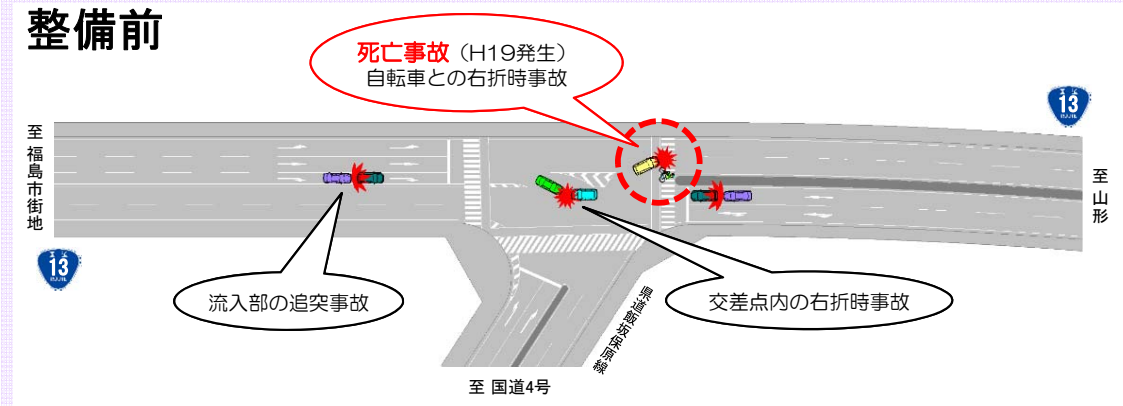 整備前
死亡事故（H19発生）
自転車との右折時事故
13
ROUTE
至 福島市街地
至 山形
13
ROUTE
流入部の追突事故
交差点内の右折時事故
県道飯坂保原線
至 国道4号